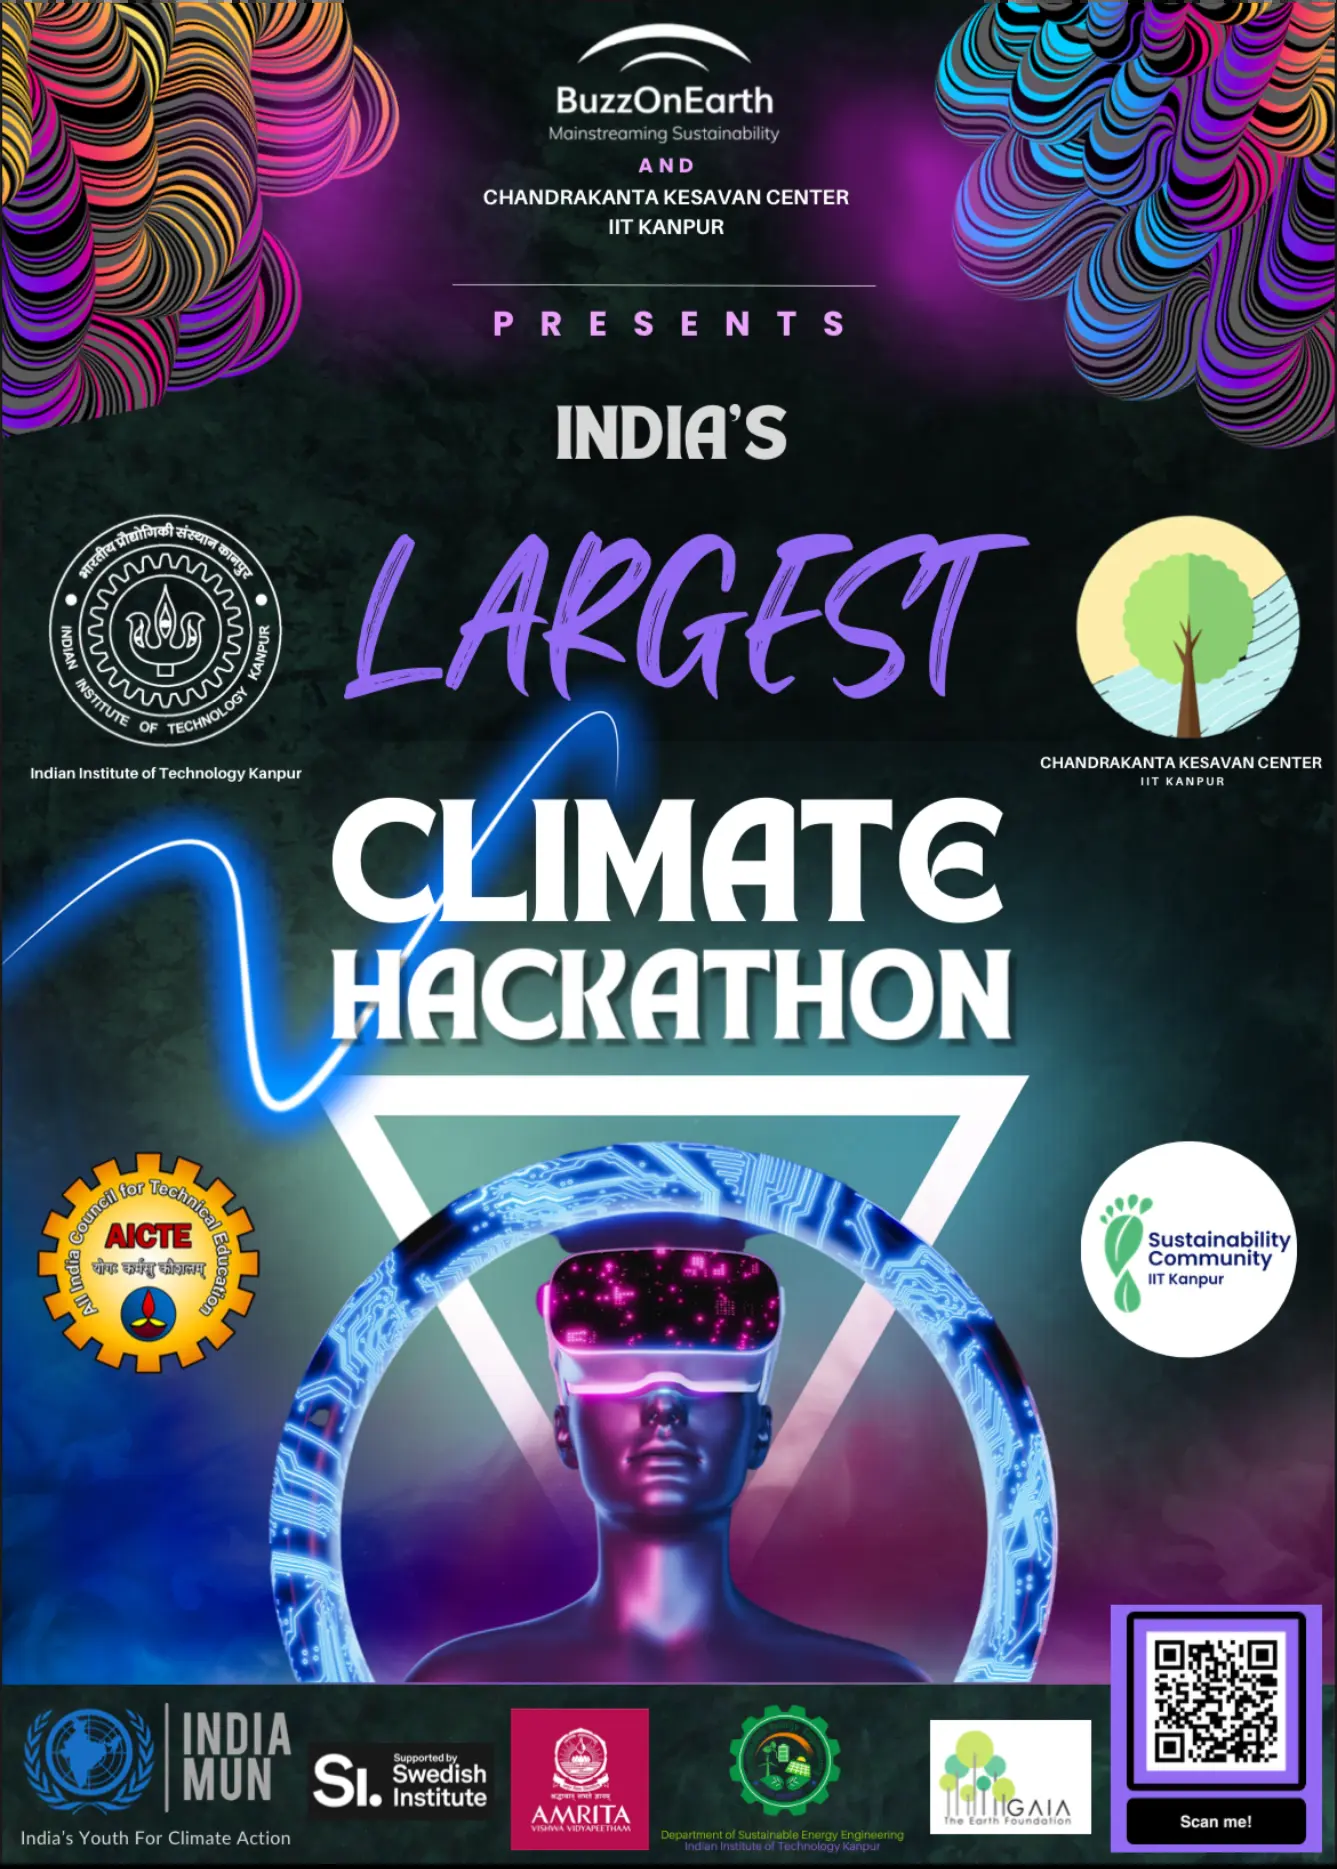 BuzzOnEarth
Mainstreaming Sustainability
AND
CHANDRAKANTA KESAVAN CENTER
IIT KANPUR
PRESENTS
INDIA'S
LARGEST
CLIMATE
HACKATHON
भारतीय प्रौद्योगिकी संस्थान कानपुर
INDIAN INSTITUTE OF TECHNOLOGY KANPUR
Indian Institute of Technology Kanpur
CHANDRAKANTA KESAVAN CENTER
IIT KANPUR
All India Council for Technical Education
AICTE
योगः कर्मसु कौशलम्
Sustainability
Community
IIT Kanpur
INDIA
MUN
India's Youth For Climate Action
SI.
Supported by
Swedish
Institute
AMRITA
VISHWA VIDYAPEETHAM
Department of Sustainable Energy Engineering
Indian Institute of Technology Kanpur
GAIA
The Earth Foundation
Scan me!